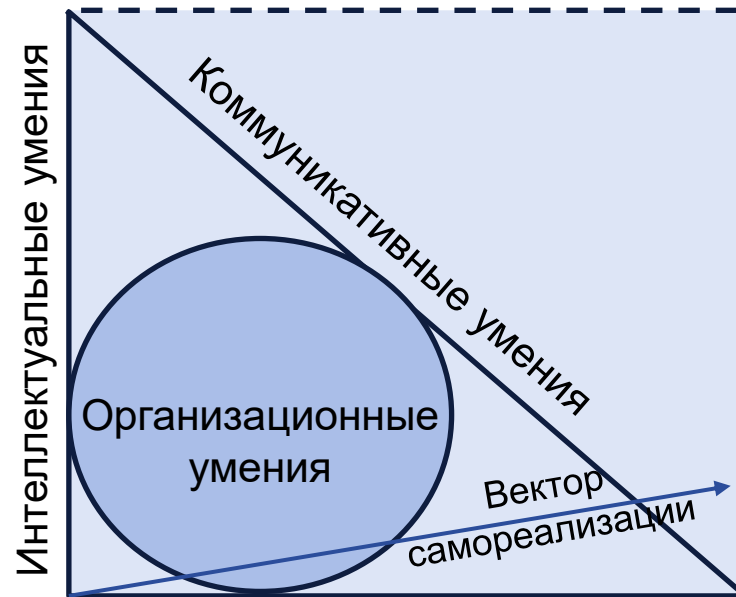 Интеллектуальные умения
Коммуникативные умения
Организационные
умения
Вектор
самореализации